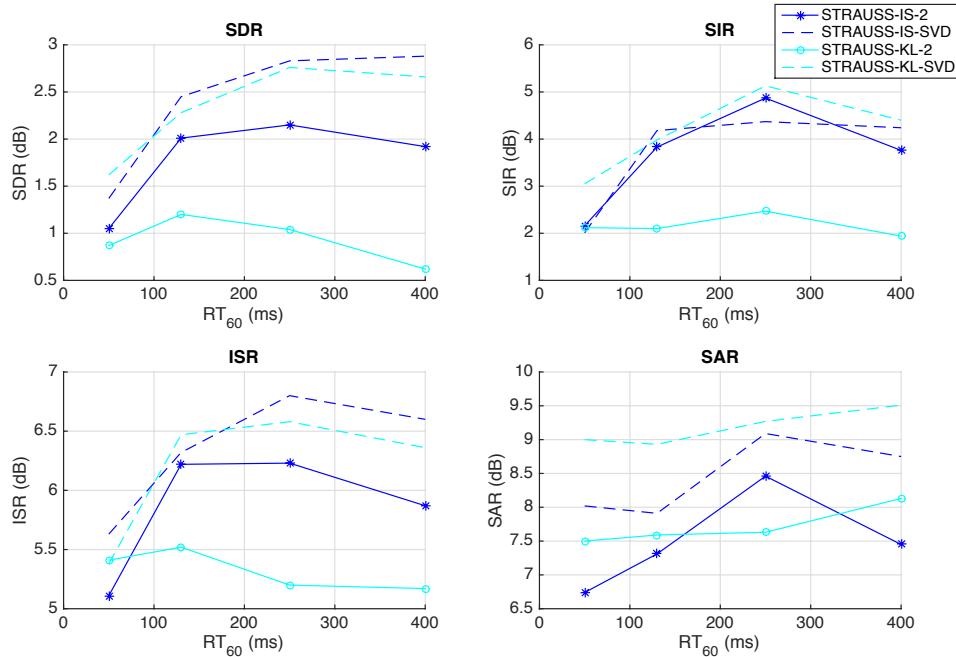 STRAUSS-IS-2
STRAUSS-IS-SVD
STRAUSS-KL-2
STRAUSS-KL-SVD
SDR
3
2.5
2
1.5
1
0.5
SDR (dB)
0 100 200 300 400
RT60 (ms)
SIR
6
5
4
3
2
1
SIR (dB)
0 100 200 300 400
RT60 (ms)
ISR
7
6.5
6
5.5
5
ISR (dB)
0 100 200 300 400
RT60 (ms)
SAR
10
9.5
9
8.5
8
7.5
7
6.5
SAR (dB)
0 100 200 300 400
RT60 (ms)